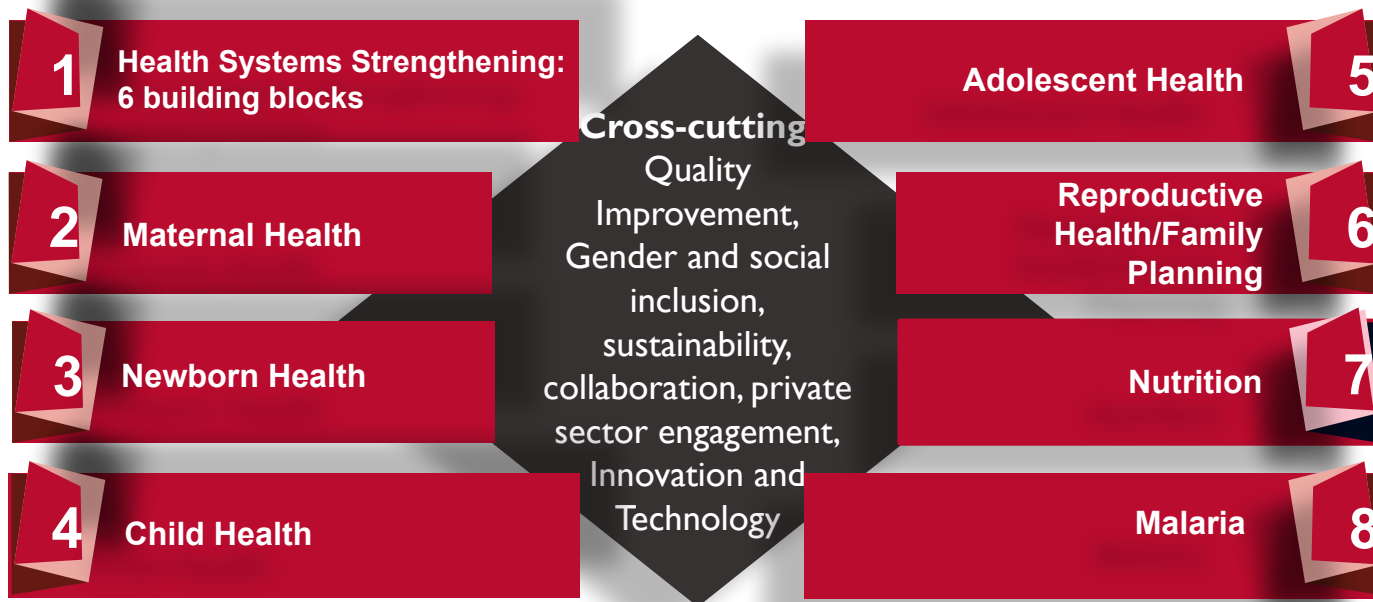 1
Health Systems Strengthening:
6 building blocks
2
Maternal Health
3
Newborn Health
4
Child Health
Cross-cutting
Quality
Improvement,
Gender and social
inclusion,
sustainability,
collaboration, private
sector engagement,
Innovation and
Technology
Adolescent Health
5
Reproductive
Health/Family
Planning
6
Nutrition
7
Malaria
8